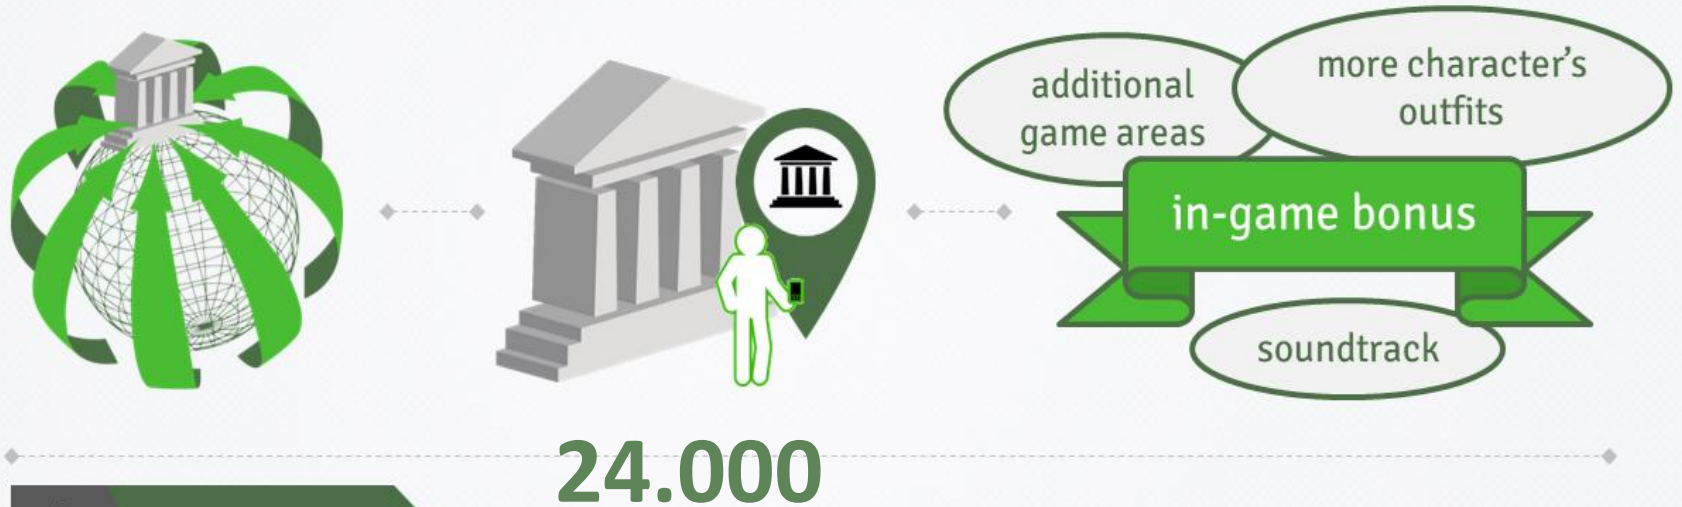 additional
game areas
more character's
outfits
in-game bonus
soundtrack
24.000